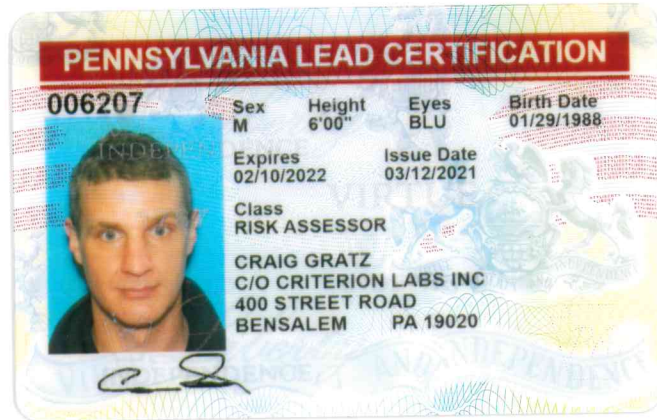 PENNSYLVANIA LEAD CERTIFICATION
006207
Sex Height Eyes Birth Date
M 6'00" BLU 01/29/1988
Expires Issue Date
02/10/2022 03/12/2021
Class
RISK ASSESSOR
CRAIG GRATZ
C/O CRITERION LABS INC
400 STREET ROAD
BENSALEM PA 19020